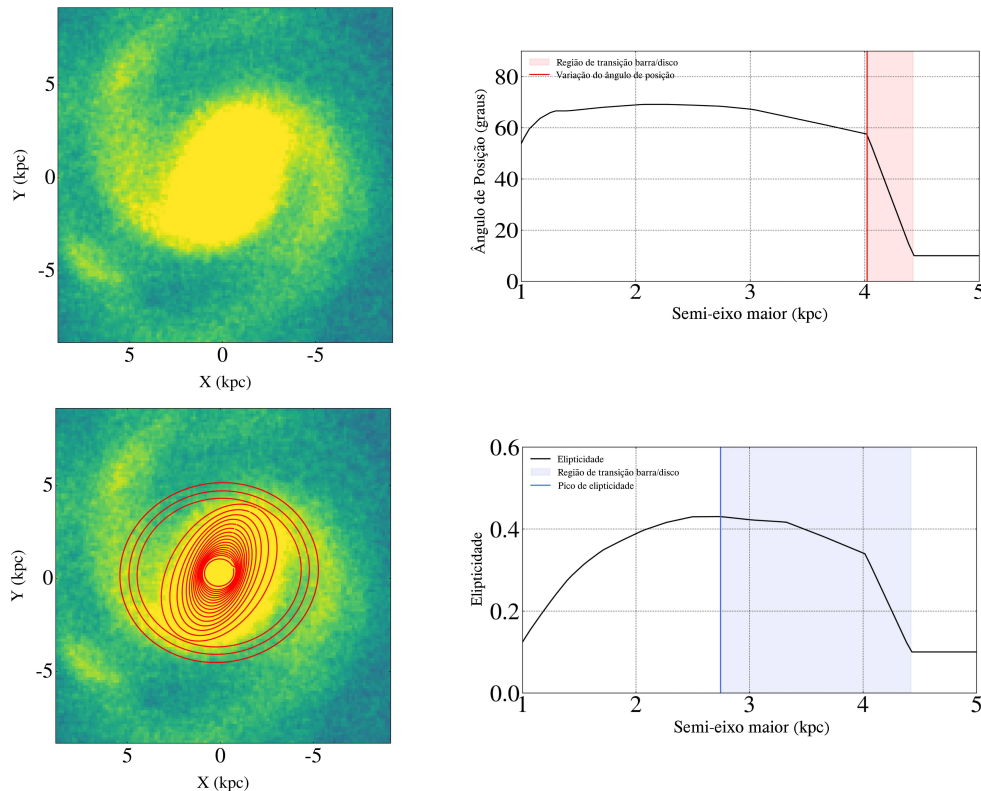 5
0
-5
Y (kpc)
5
0
-5
X (kpc)
80
60
40
20
0
Ângulo de Posição (graus)
Região de transição barra/disco
Variação do ângulo de posição
1
2
3
4
5
Semi-eixo maior (kpc)
5
0
-5
Y (kpc)
5
0
-5
X (kpc)
0.6
0.4
0.2
0.0
Elipticidade
Elipticidade
Região de transição barra/disco
Pico de elipticidade
1
2
3
4
5
Semi-eixo maior (kpc)